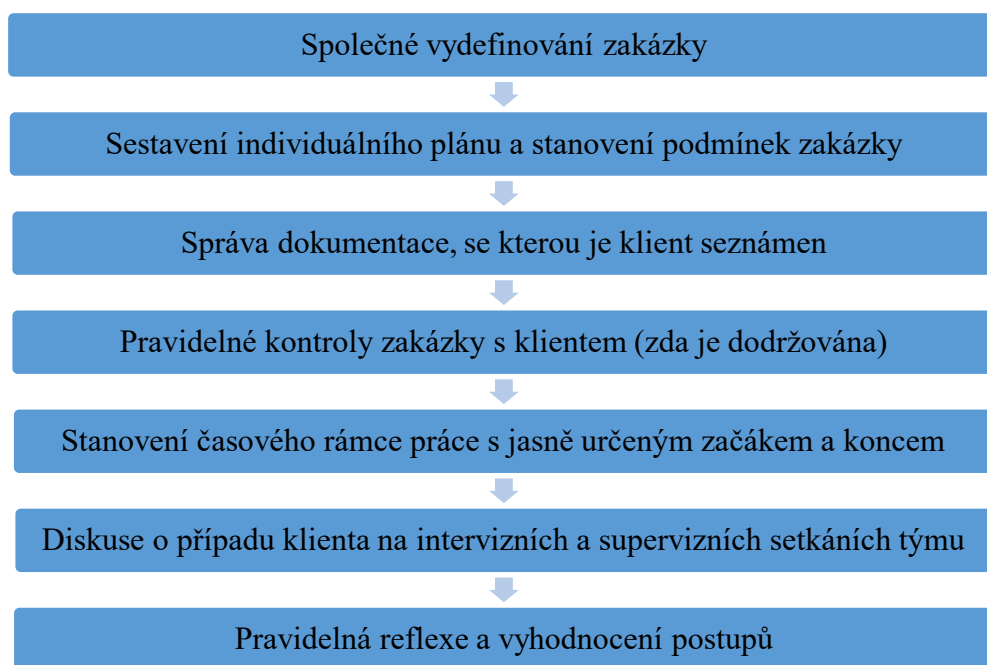 Společné vydefinování zakázky
Sestavení individuálního plánu a stanovení podmínek zakázky
Správa dokumentace, se kterou je klient seznámen
Pravidelné kontroly zakázky s klientem (zda je dodržována)
Stanovení časového rámce práce s jasně určeným začákem a koncem
Diskuse o případu klienta na intervizních a supervizních setkáních týmu
Pravidelná reflexe a vyhodnocení postupů